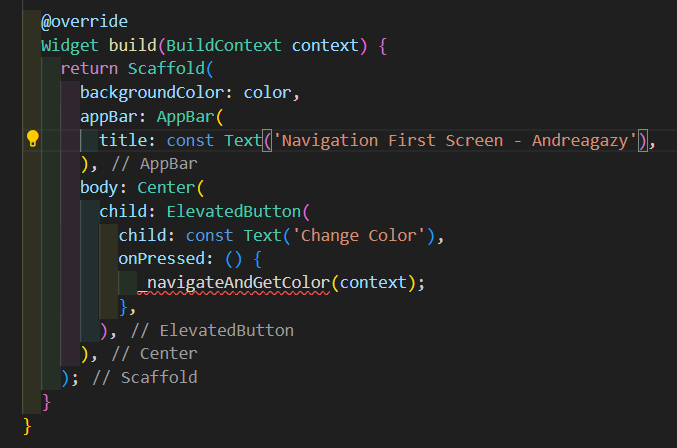 @override
Widget build(BuildContext context) {
return Scaffold(
backgroundColor: color,
appBar: AppBar(
title: const Text('Navigation First Screen - Andreagazy'),
), // AppBar
body: Center(
child: ElevatedButton(
child: const Text('Change Color'),
onPressed: () {
_navigateAndGetColor(context);
},
), // ElevatedButton
), // Center
); // Scaffold
}
}